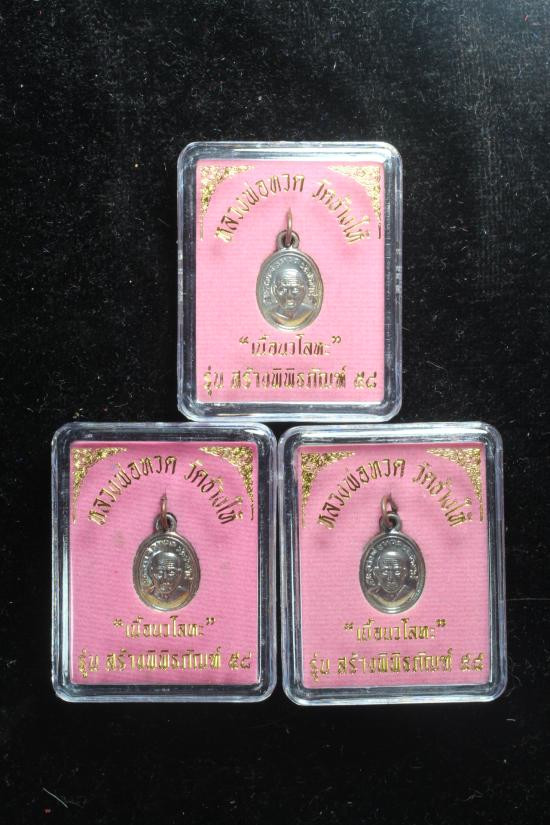 หลวงพ่อทวด วัดช้างให้
“เนื้อนวโลหะ”
รุ่น สร้างพิพิธภัณฑ์ ๕๘
หลวงพ่อทวด วัดช้างให้
“เนื้อนวโลหะ”
รุ่น สร้างพิพิธภัณฑ์ ๕๘
หลวงพ่อทวด วัดช้างให้
“เนื้อนวโลหะ”
รุ่น สร้างพิพิธภัณฑ์ ๕๘